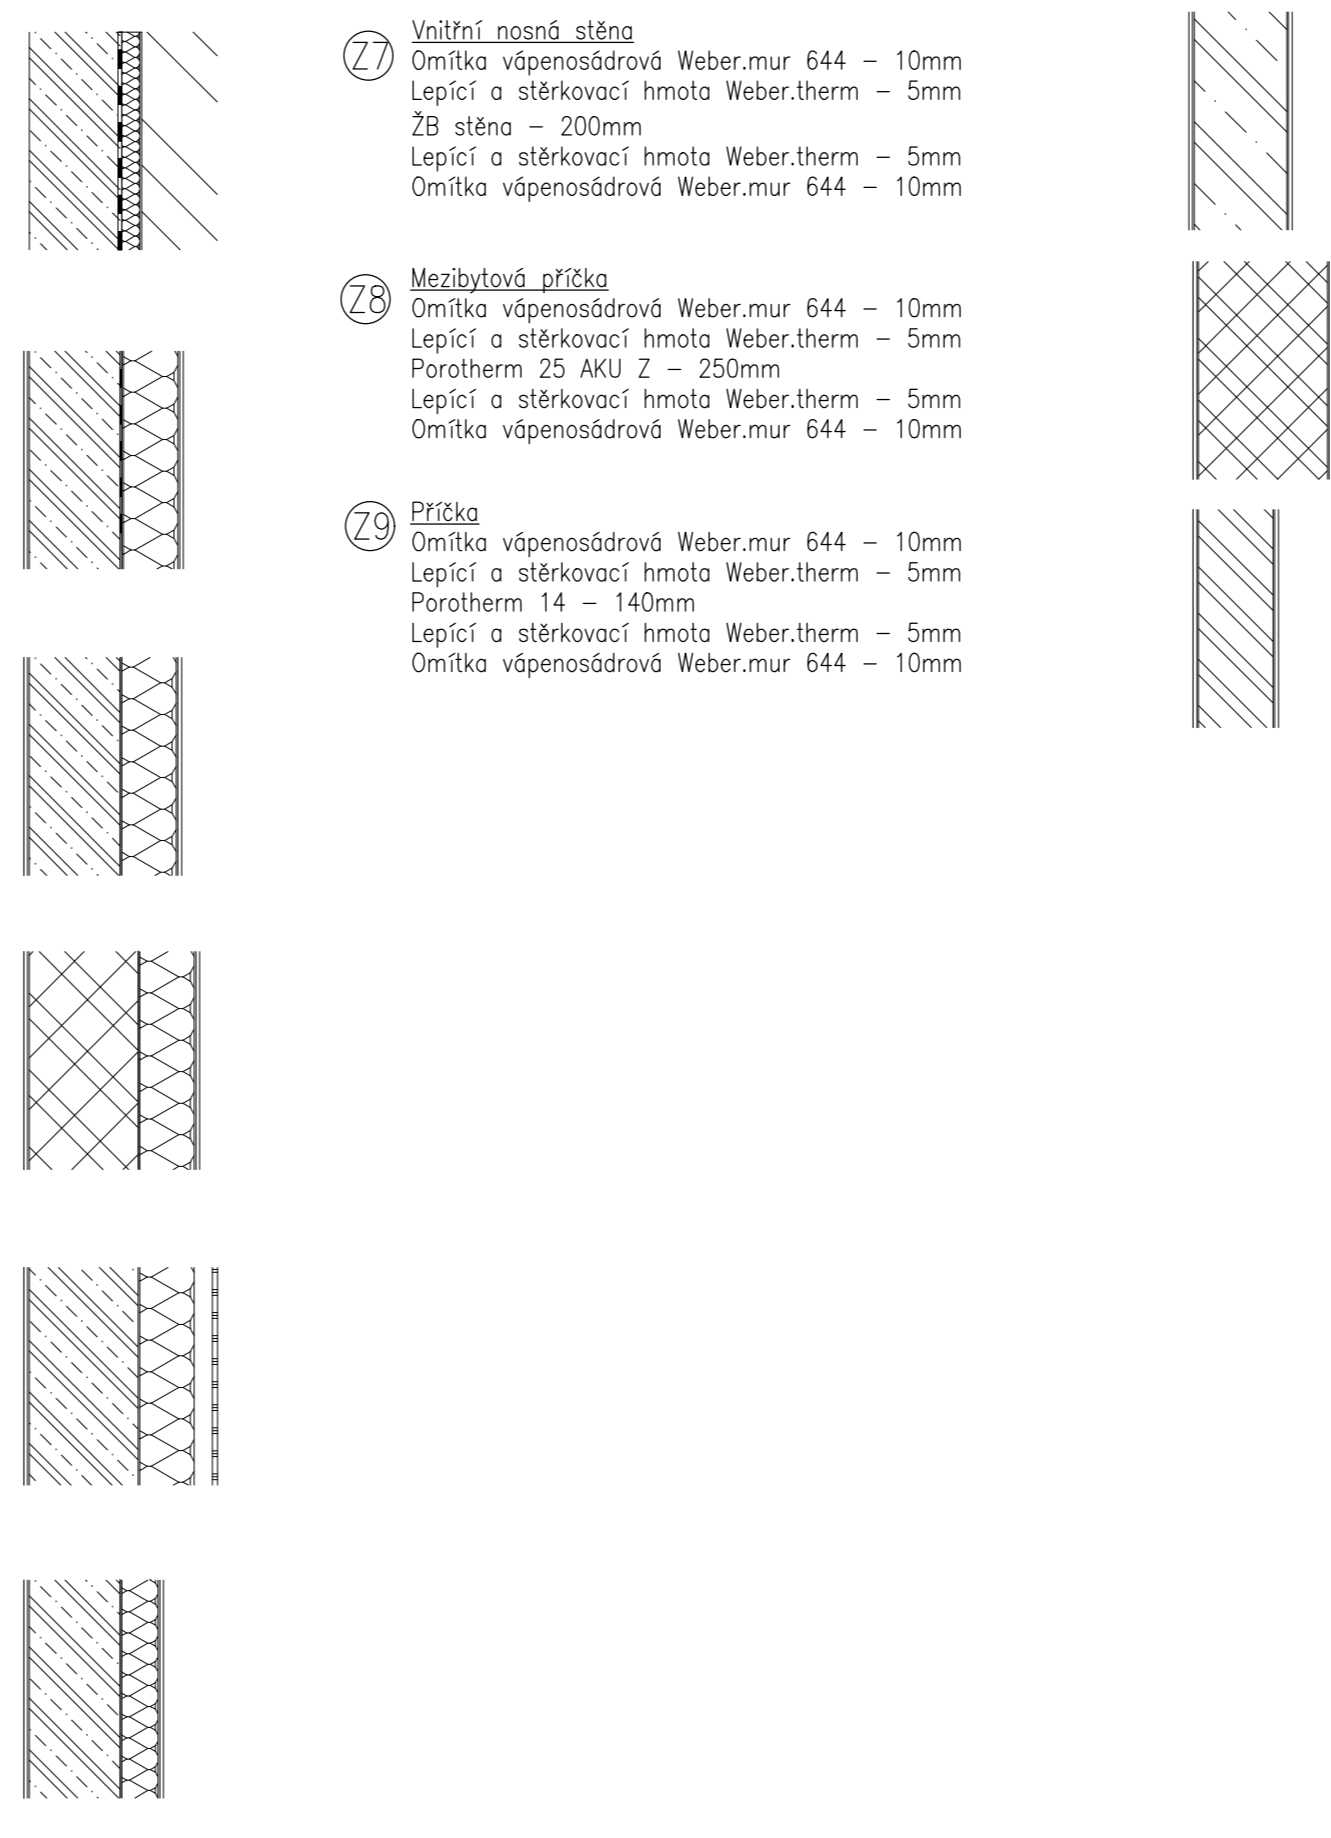 Z7
Vnitřní nosná stěna
Omítka vápenosádrová Weber.mur 644 – 10mm
Lepící a stěrkovací hmota Weber.therm – 5mm
ŽB stěna – 200mm
Lepící a stěrkovací hmota Weber.therm – 5mm
Omítka vápenosádrová Weber.mur 644 – 10mm
Z8
Mezibytová příčka
Omítka vápenosádrová Weber.mur 644 – 10mm
Lepící a stěrkovací hmota Weber.therm – 5mm
Porotherm 25 AKU Z – 250mm
Lepící a stěrkovací hmota Weber.therm – 5mm
Omítka vápenosádrová Weber.mur 644 – 10mm
Z9
Příčka
Omítka vápenosádrová Weber.mur 644 – 10mm
Lepící a stěrkovací hmota Weber.therm – 5mm
Porotherm 14 – 140mm
Lepící a stěrkovací hmota Weber.therm – 5mm
Omítka vápenosádrová Weber.mur 644 – 10mm